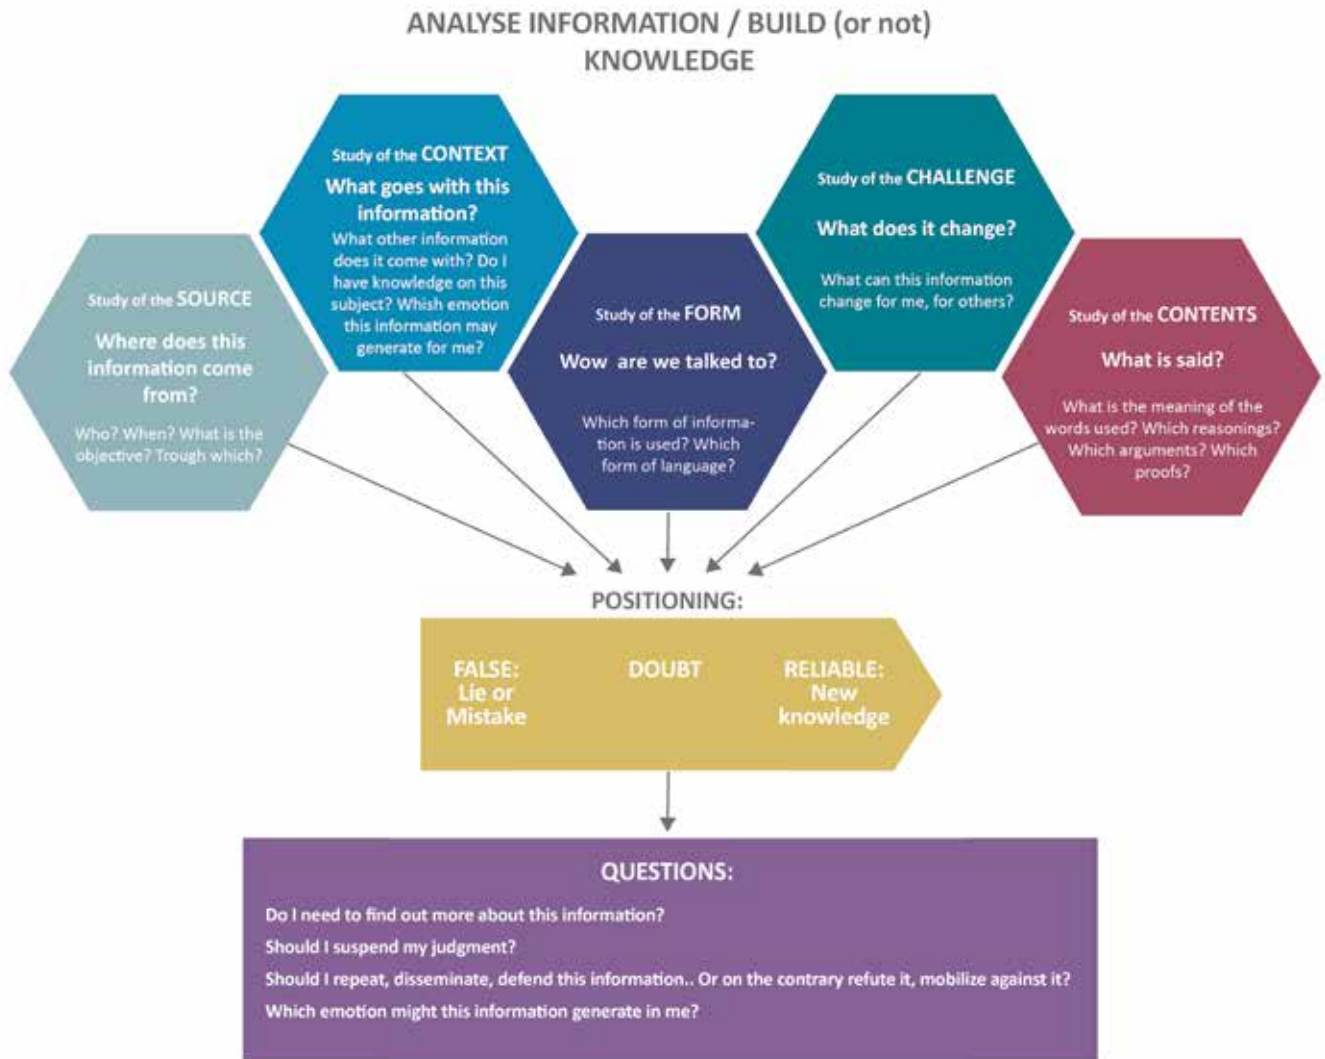 ANALYSE INFORMATION / BUILD (or not)
KNOWLEDGE
Study of the SOURCE
Where does this
information come
from?
Who? When? What is the
objective? Trough which?
Study of the CONTEXT
What goes with this
information?
What other information
does it come with? Do I
have knowledge on this
subject? Whish emotion
this information may
generate for me?
Study of the FORM
Wow are we talked to?
Which form of informa-
tion is used? Which
form of language?
Study of the CHALLENGE
What does it change?
What can this information
change for me, for others?
Study of the CONTENTS
What is said?
What is the meaning of the
words used? Which reasonings?
Which arguments? Which
proofs?
POSITIONING:
FALSE:
Lie or
Mistake
DOUBT
RELIABLE:
New
knowledge
QUESTIONS:
Do I need to find out more about this information?
Should I suspend my judgment?
Should I repeat, disseminate, defend this information.. Or on the contrary refute it, mobilize against it?
Which emotion might this information generate in me?